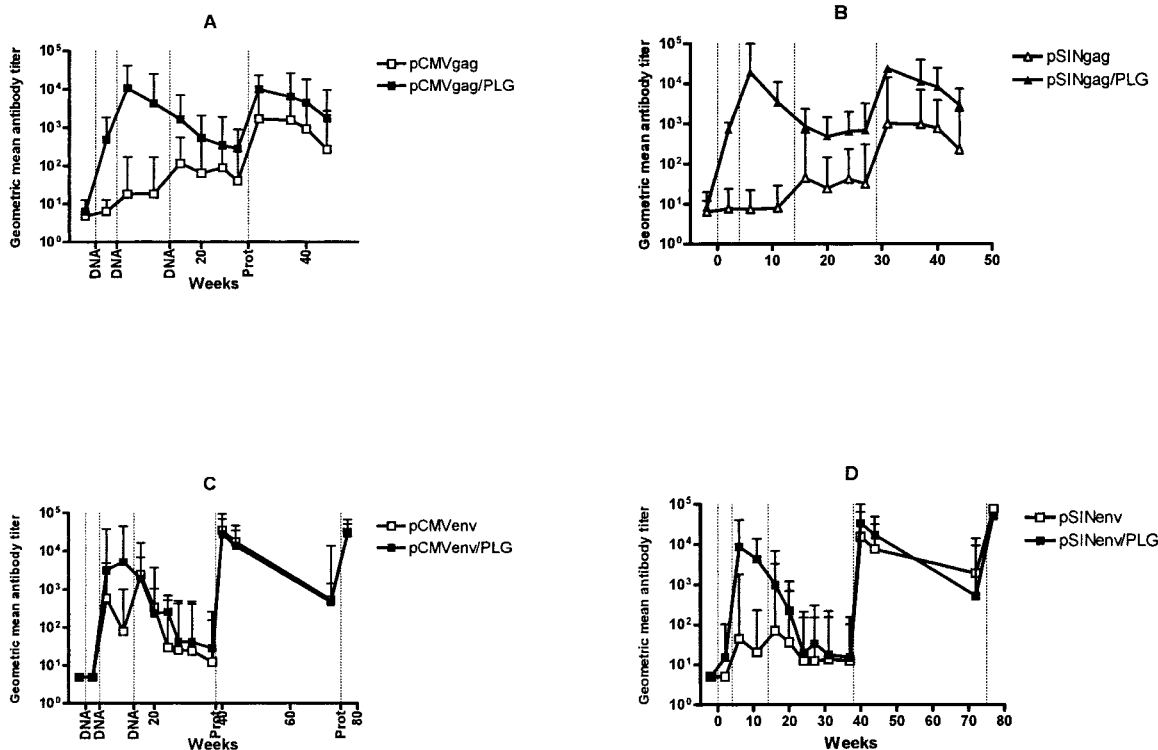 A
Geometric mean antibody titer
10⁵
10⁴
10³
10²
10¹
10⁰
DNA
DNA
DNA
20
Prot
40
Weeks
pCMVgag
pCMVgag/PLG
B
Geometric mean antibody titer
10⁵
10⁴
10³
10²
10¹
10⁰
0 10 20 30 40 50
pSINgag
pSINgag/PLG
C
Geometric mean antibody titer
10⁵
10⁴
10³
10²
10¹
10⁰
DNA
DNA
DNA
20
Prot
40
60
Prot
80
Weeks
pCMVenv
pCMVenv/PLG
D
Geometric mean antibody titer
10⁵
10⁴
10³
10²
10¹
10⁰
0 10 20 30 40 50 60 70 80
Weeks
pSINenv
pSINenv/PLG